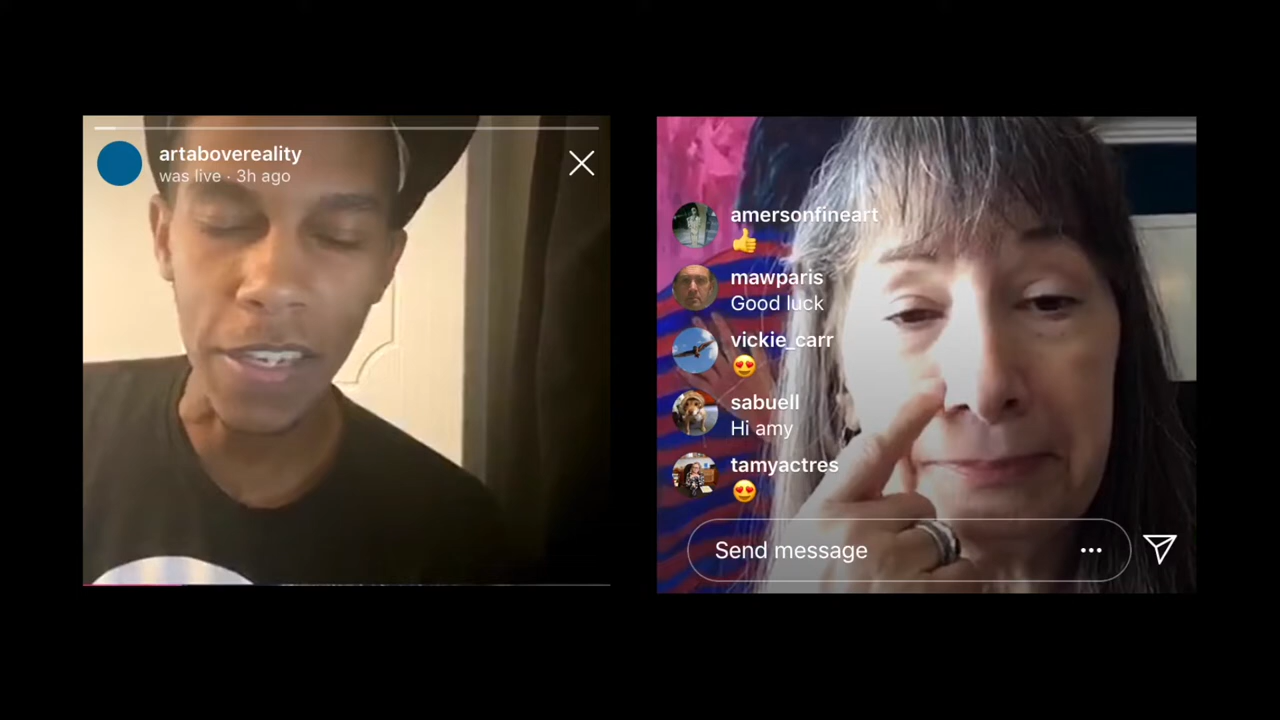 artabovereality
was live · 3h ago
amersonfineart
👍
mawparis
Good luck
vickie_carr
😍
sabuell
Hi amy
tamyactres
😍
Send message